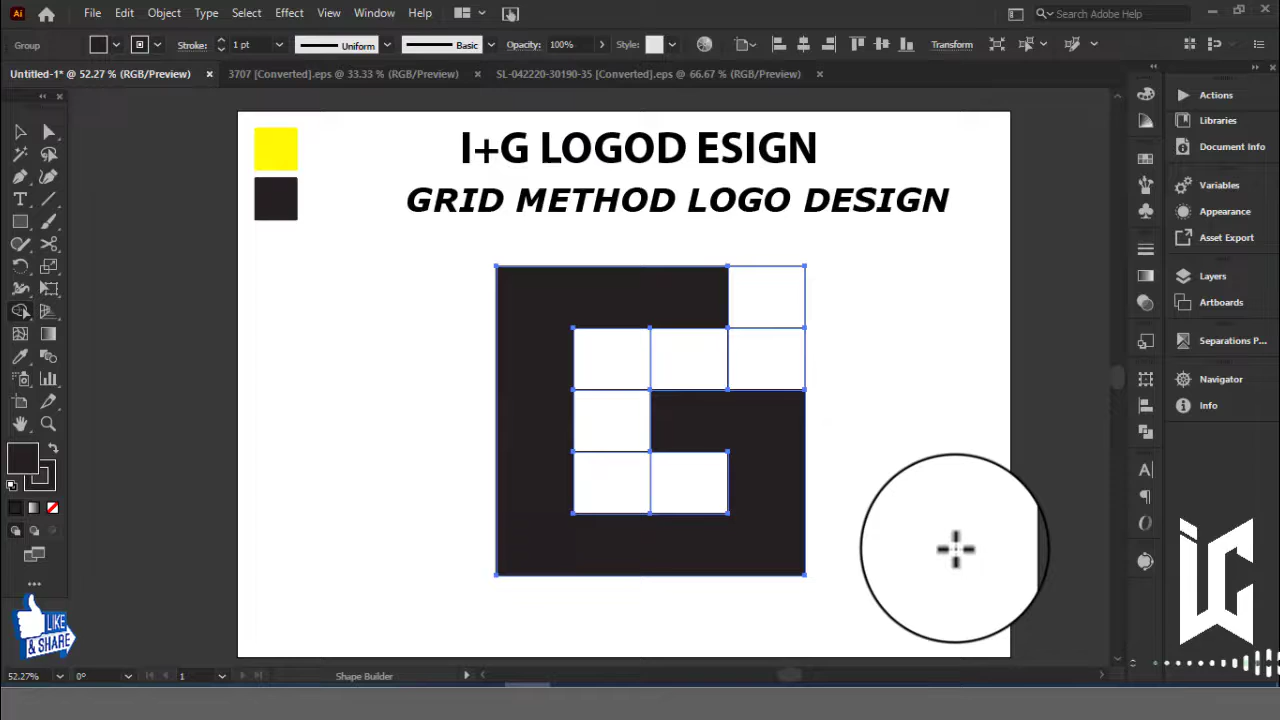 Ai File Edit Object Type Select Effect View Window Help Search Adobe Help
Group Stroke: 1 pt Uniform Basic Opacity: 100% Style: Transform
Untitled-1* @ 52.27 % (RGB/Preview) × 3707 [Converted].eps @ 33.33 % (RGB/Preview) × SL-042220-30190-35 [Converted].eps @ 66.67 % (RGB/Preview) ×
I+G LOGOD ESIGN
GRID METHOD LOGO DESIGN
Actions
Libraries
Document Info
Variables
Appearance
Asset Export
Layers
Artboards
Separations P...
Navigator
Info
LIKE
& SHARE
52.27% 0° 1 Shape Builder